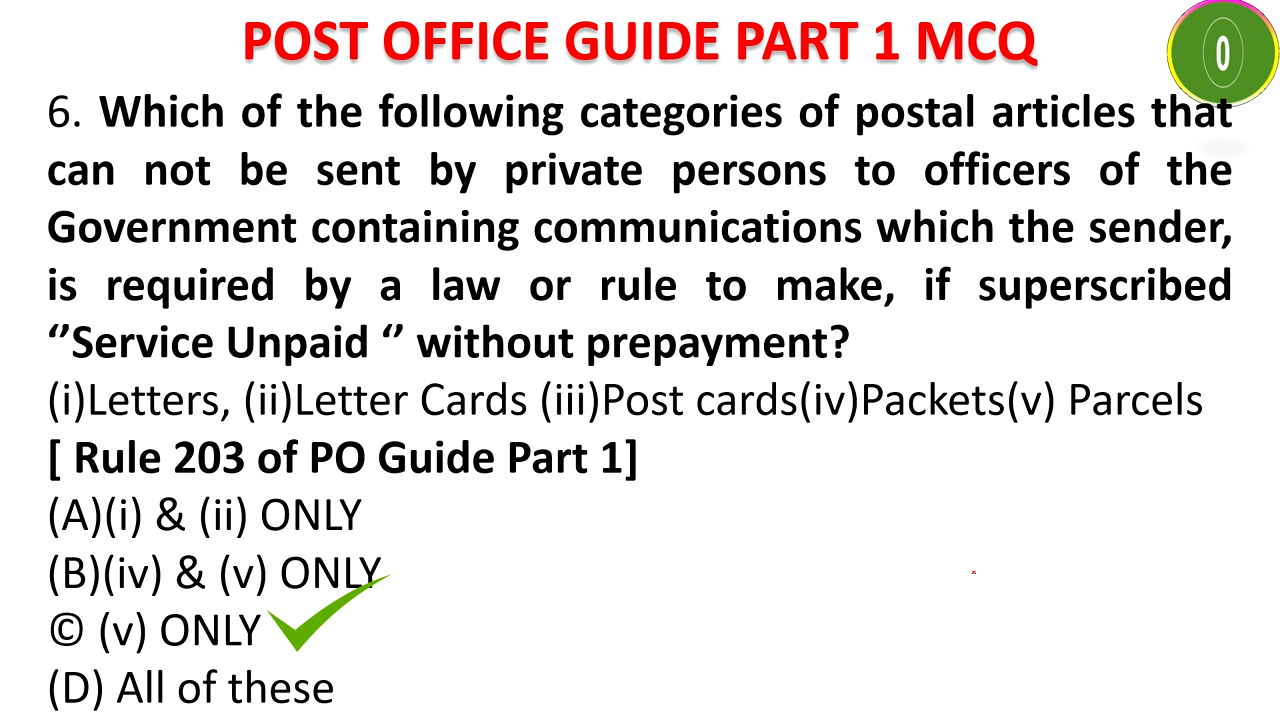 POST OFFICE GUIDE PART 1 MCQ
0
6. Which of the following categories of postal articles that
can not be sent by private persons to officers of the
Government containing communications which the sender,
is required by a law or rule to make, if superscribed
‘’Service Unpaid ‘’ without prepayment?
(i)Letters, (ii)Letter Cards (iii)Post cards(iv)Packets(v) Parcels
[ Rule 203 of PO Guide Part 1]
(A)(i) & (ii) ONLY
(B)(iv) & (v) ONLY
© (v) ONLY
(D) All of these